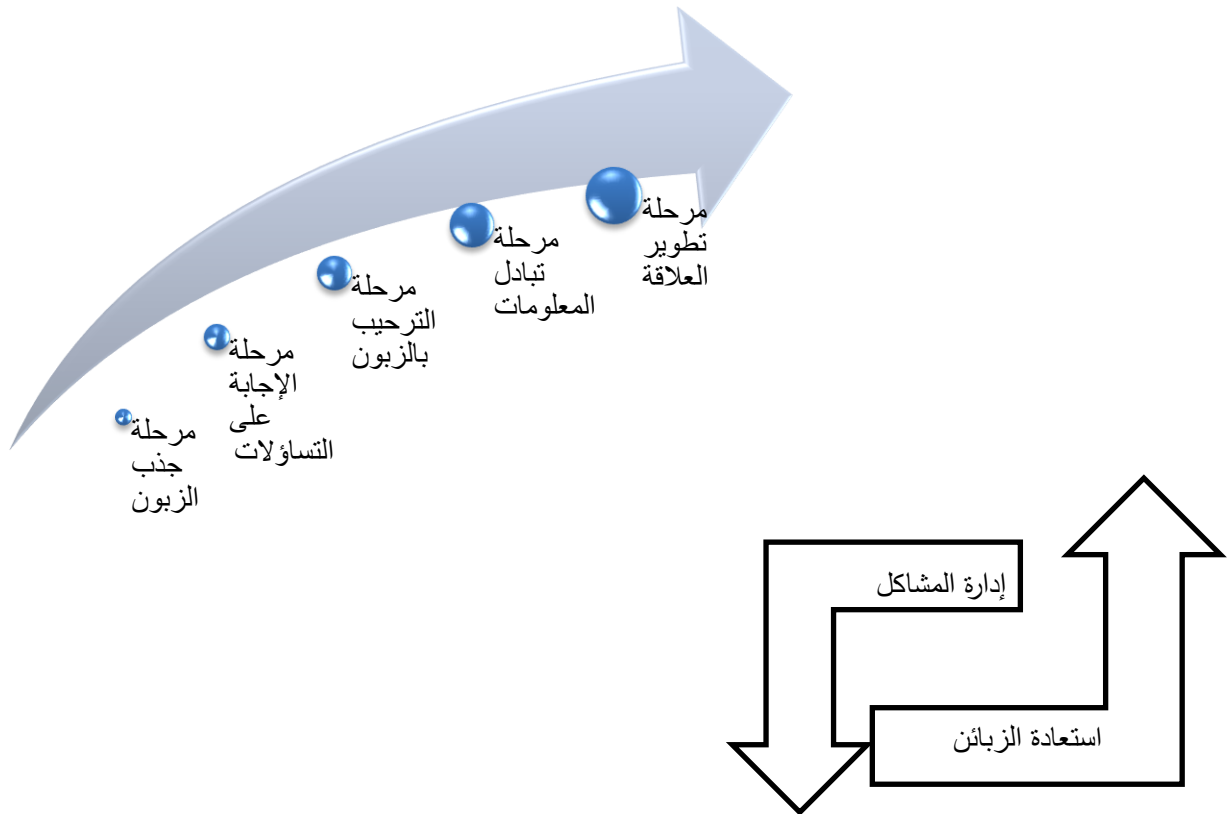 مرحلة
جذب
الزبون
مرحلة
الإجابة
على
التساؤلات
مرحلة
الترحيب
بالزبون
مرحلة
تبادل
المعلومات
مرحلة
تطوير
العلاقة
إدارة المشاكل
استعادة الزبائن